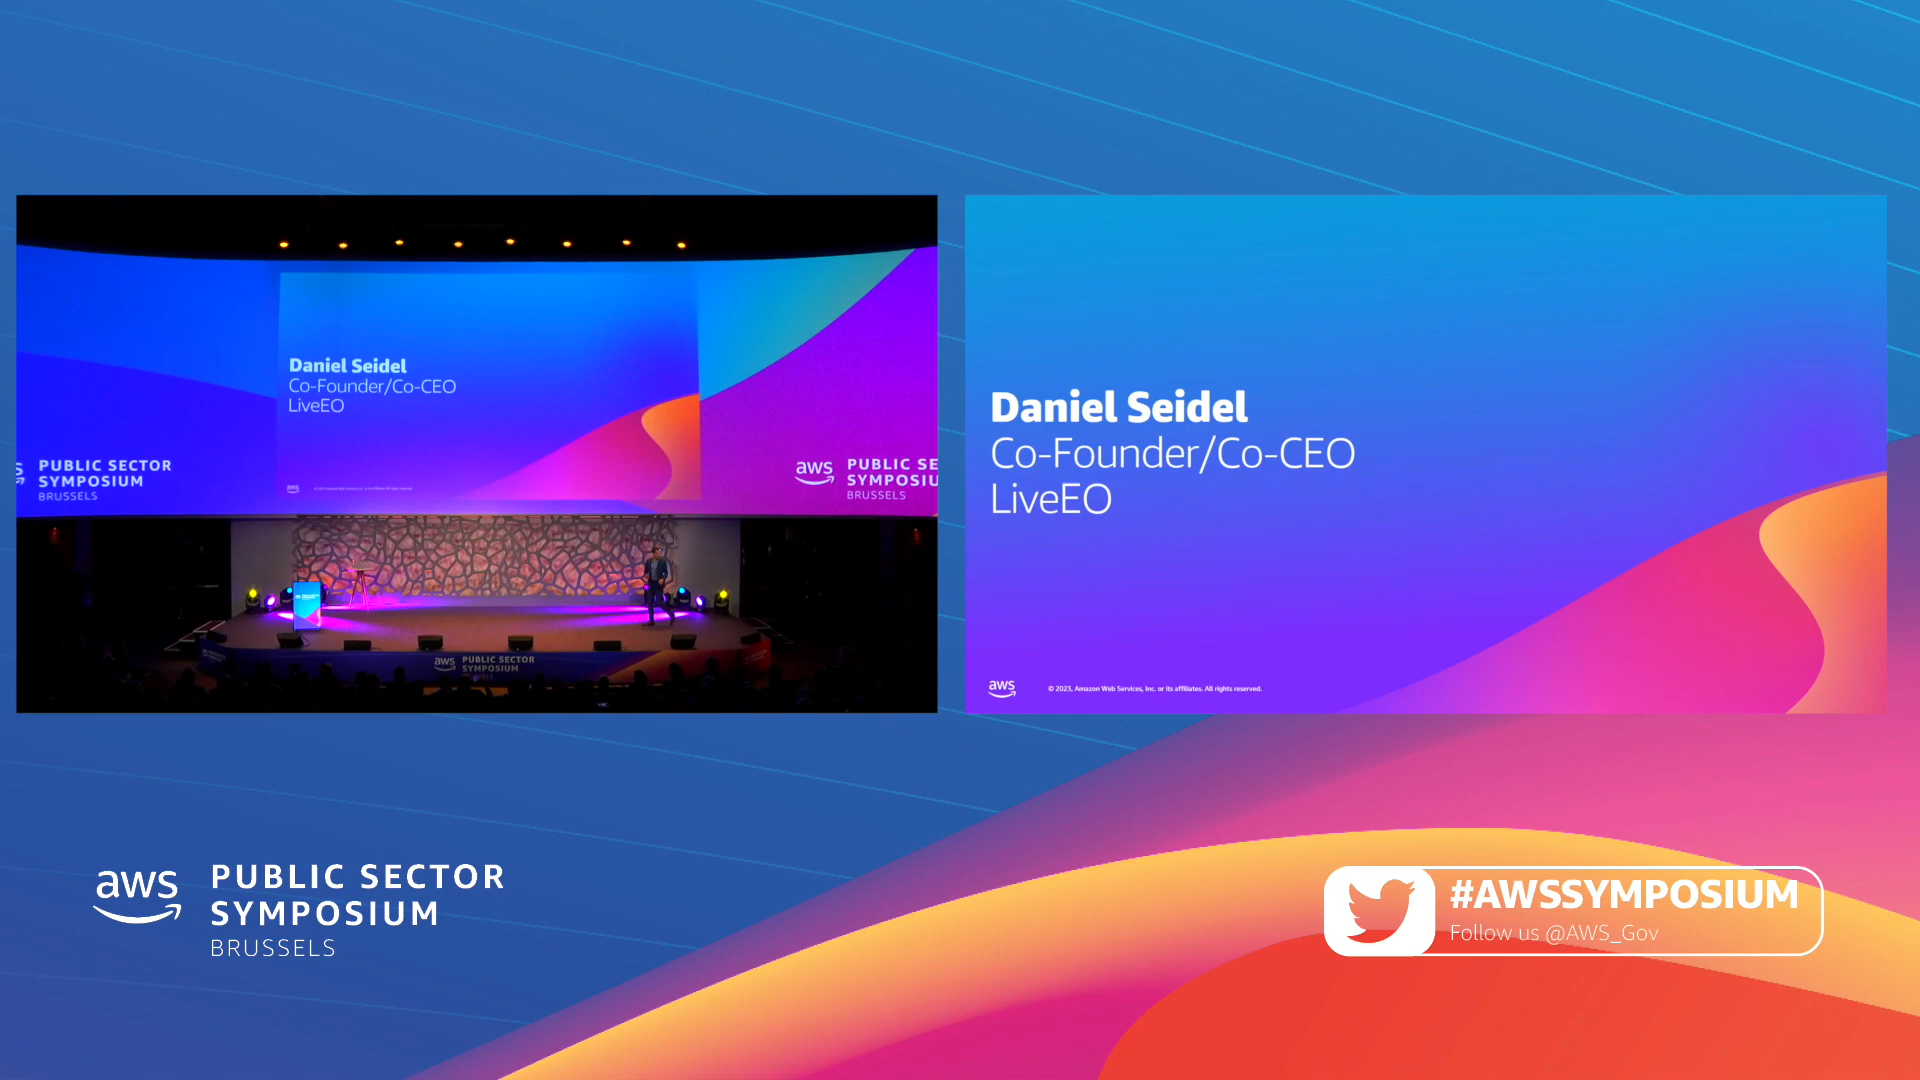 Daniel Seidel
Co-Founder/Co-CEO
LiveEO
PUBLIC SECTOR
SYMPOSIUM
BRUSSELS
aws
PUBLIC SE
SYMPOSIU
BRUSSELS
aws
aws
PUBLIC SECTOR
SYMPOSIUM
Daniel Seidel
Co-Founder/Co-CEO
LiveEO
aws
© 2023, Amazon Web Services, Inc. or its affiliates. All rights reserved.
aws
PUBLIC SECTOR
SYMPOSIUM
BRUSSELS
#AWSSYMPOSIUM
Follow us @AWS_Gov